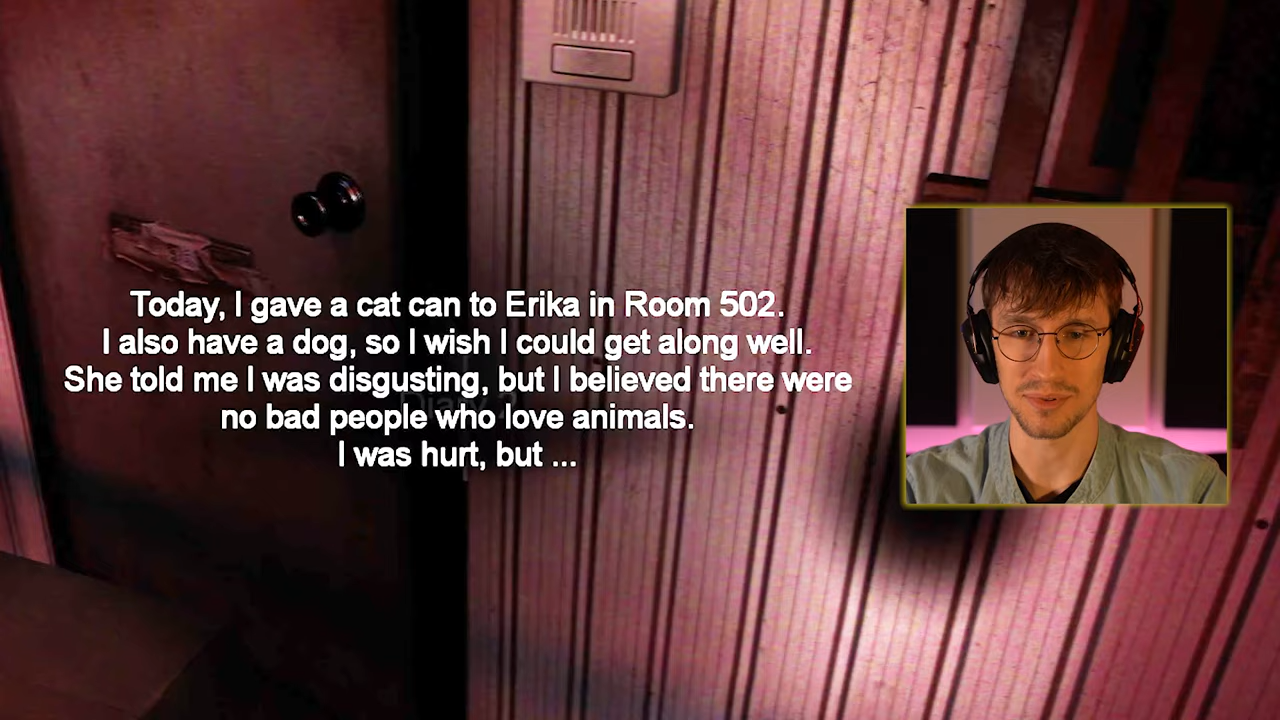 Today, I gave a cat can to Erika in Room 502.
I also have a dog, so I wish I could get along well.
She told me I was disgusting, but I believed there were
no bad people who love animals.
I was hurt, but ...